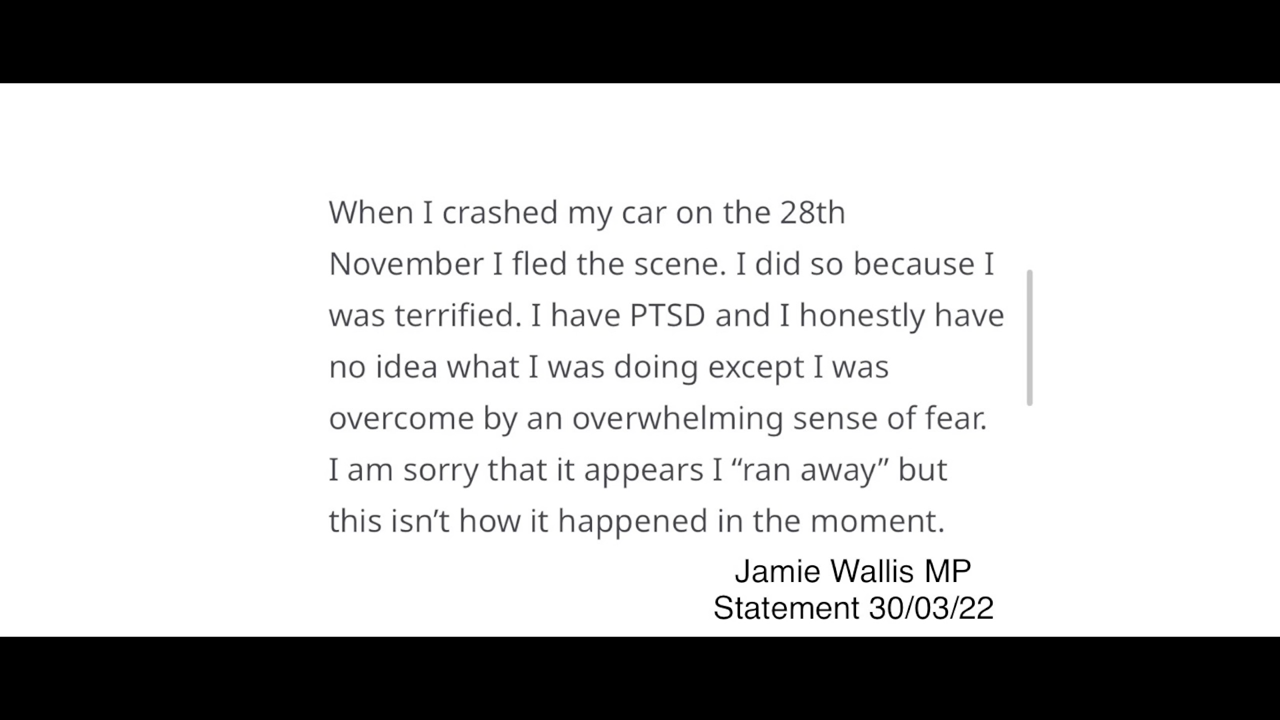 When I crashed my car on the 28th
November I fled the scene. I did so because I
was terrified. I have PTSD and I honestly have
no idea what I was doing except I was
overcome by an overwhelming sense of fear.
I am sorry that it appears I “ran away” but
this isn’t how it happened in the moment.
Jamie Wallis MP
Statement 30/03/22